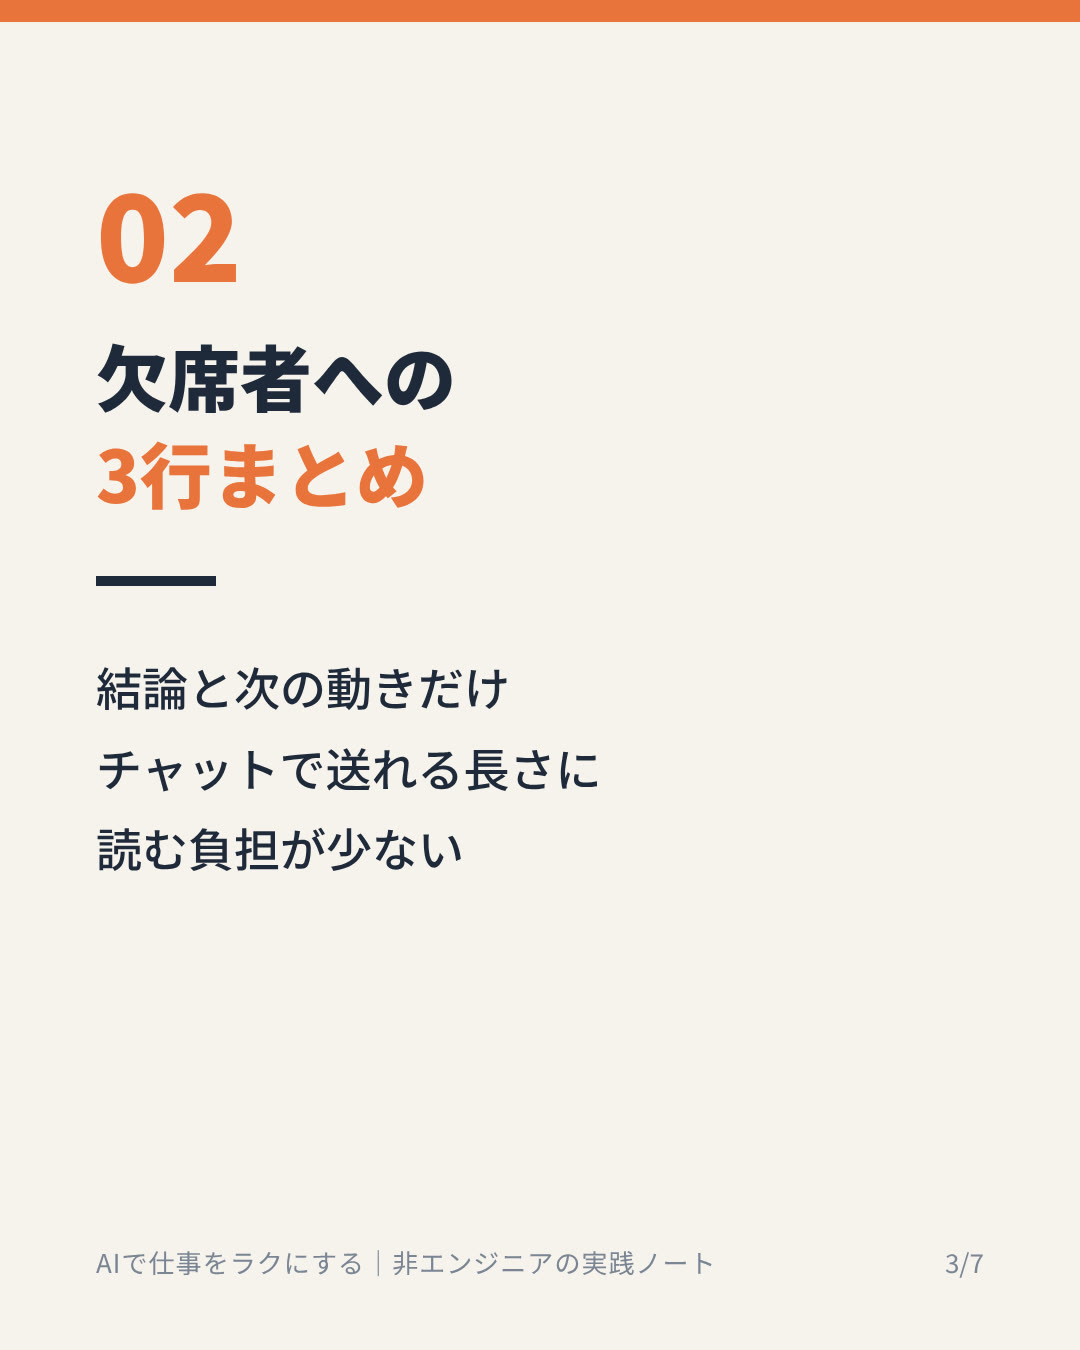 02
欠席者への
3行まとめ
結論と次の動きだけ
チャットで送れる長さに
読む負担が少ない
AIで仕事をラクにする｜非エンジニアの実践ノート
3/7